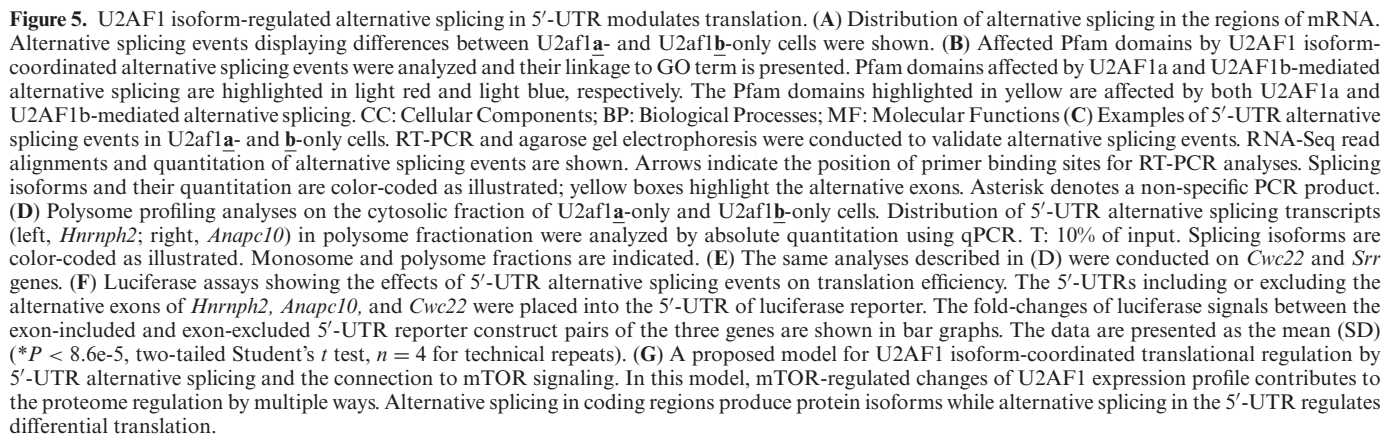 Figure 5. U2AF1 isoform-regulated alternative splicing in 5′-UTR modulates translation. (A) Distribution of alternative splicing in the regions of mRNA.
Alternative splicing events displaying differences between U2af1a- and U2af1b-only cells were shown. (B) Affected Pfam domains by U2AF1 isoform-
coordinated alternative splicing events were analyzed and their linkage to GO term is presented. Pfam domains affected by U2AF1a and U2AF1b-mediated
alternative splicing are highlighted in light red and light blue, respectively. The Pfam domains highlighted in yellow are affected by both U2AF1a and
U2AF1b-mediated alternative splicing. CC: Cellular Components; BP: Biological Processes; MF: Molecular Functions (C) Examples of 5′-UTR alternative
splicing events in U2af1a- and b-only cells. RT-PCR and agarose gel electrophoresis were conducted to validate alternative splicing events. RNA-Seq read
alignments and quantitation of alternative splicing events are shown. Arrows indicate the position of primer binding sites for RT-PCR analyses. Splicing
isoforms and their quantitation are color-coded as illustrated; yellow boxes highlight the alternative exons. Asterisk denotes a non-specific PCR product.
(D) Polysome profiling analyses on the cytosolic fraction of U2af1a-only and U2af1b-only cells. Distribution of 5′-UTR alternative splicing transcripts
(left, Hnrnph2; right, Anapc10) in polysome fractionation were analyzed by absolute quantitation using qPCR. T: 10% of input. Splicing isoforms are
color-coded as illustrated. Monosome and polysome fractions are indicated. (E) The same analyses described in (D) were conducted on Cwc22 and Srr
genes. (F) Luciferase assays showing the effects of 5′-UTR alternative splicing events on translation efficiency. The 5′-UTRs including or excluding the
alternative exons of Hnrnph2, Anapc10, and Cwc22 were placed into the 5′-UTR of luciferase reporter. The fold-changes of luciferase signals between the
exon-included and exon-excluded 5′-UTR reporter construct pairs of the three genes are shown in bar graphs. The data are presented as the mean (SD)
(*P < 8.6e-5, two-tailed Student's t test, n = 4 for technical repeats). (G) A proposed model for U2AF1 isoform-coordinated translational regulation by
5′-UTR alternative splicing and the connection to mTOR signaling. In this model, mTOR-regulated changes of U2AF1 expression profile contributes to
the proteome regulation by multiple ways. Alternative splicing in coding regions produce protein isoforms while alternative splicing in the 5′-UTR regulates
differential translation.